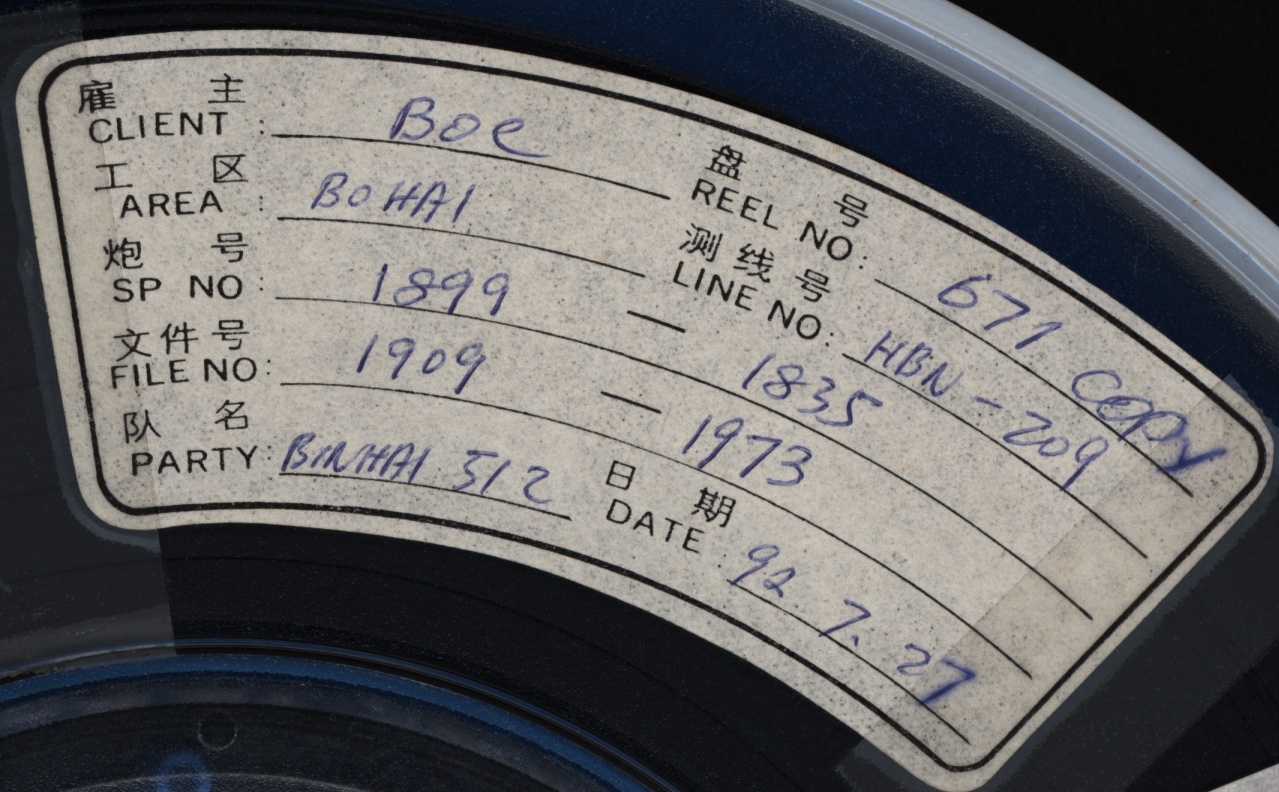 雇 主
CLIENT : BOC
盘 号
REEL NO: 671 copy
工 区
AREA : BOHAI
测线号
LINE NO: HBN-209
炮 号
SP NO : 1899 — 1835
文件号
FILE NO: 1909 — 1973
队 名
PARTY: BINHAI 512
日 期
DATE : 92.7.27